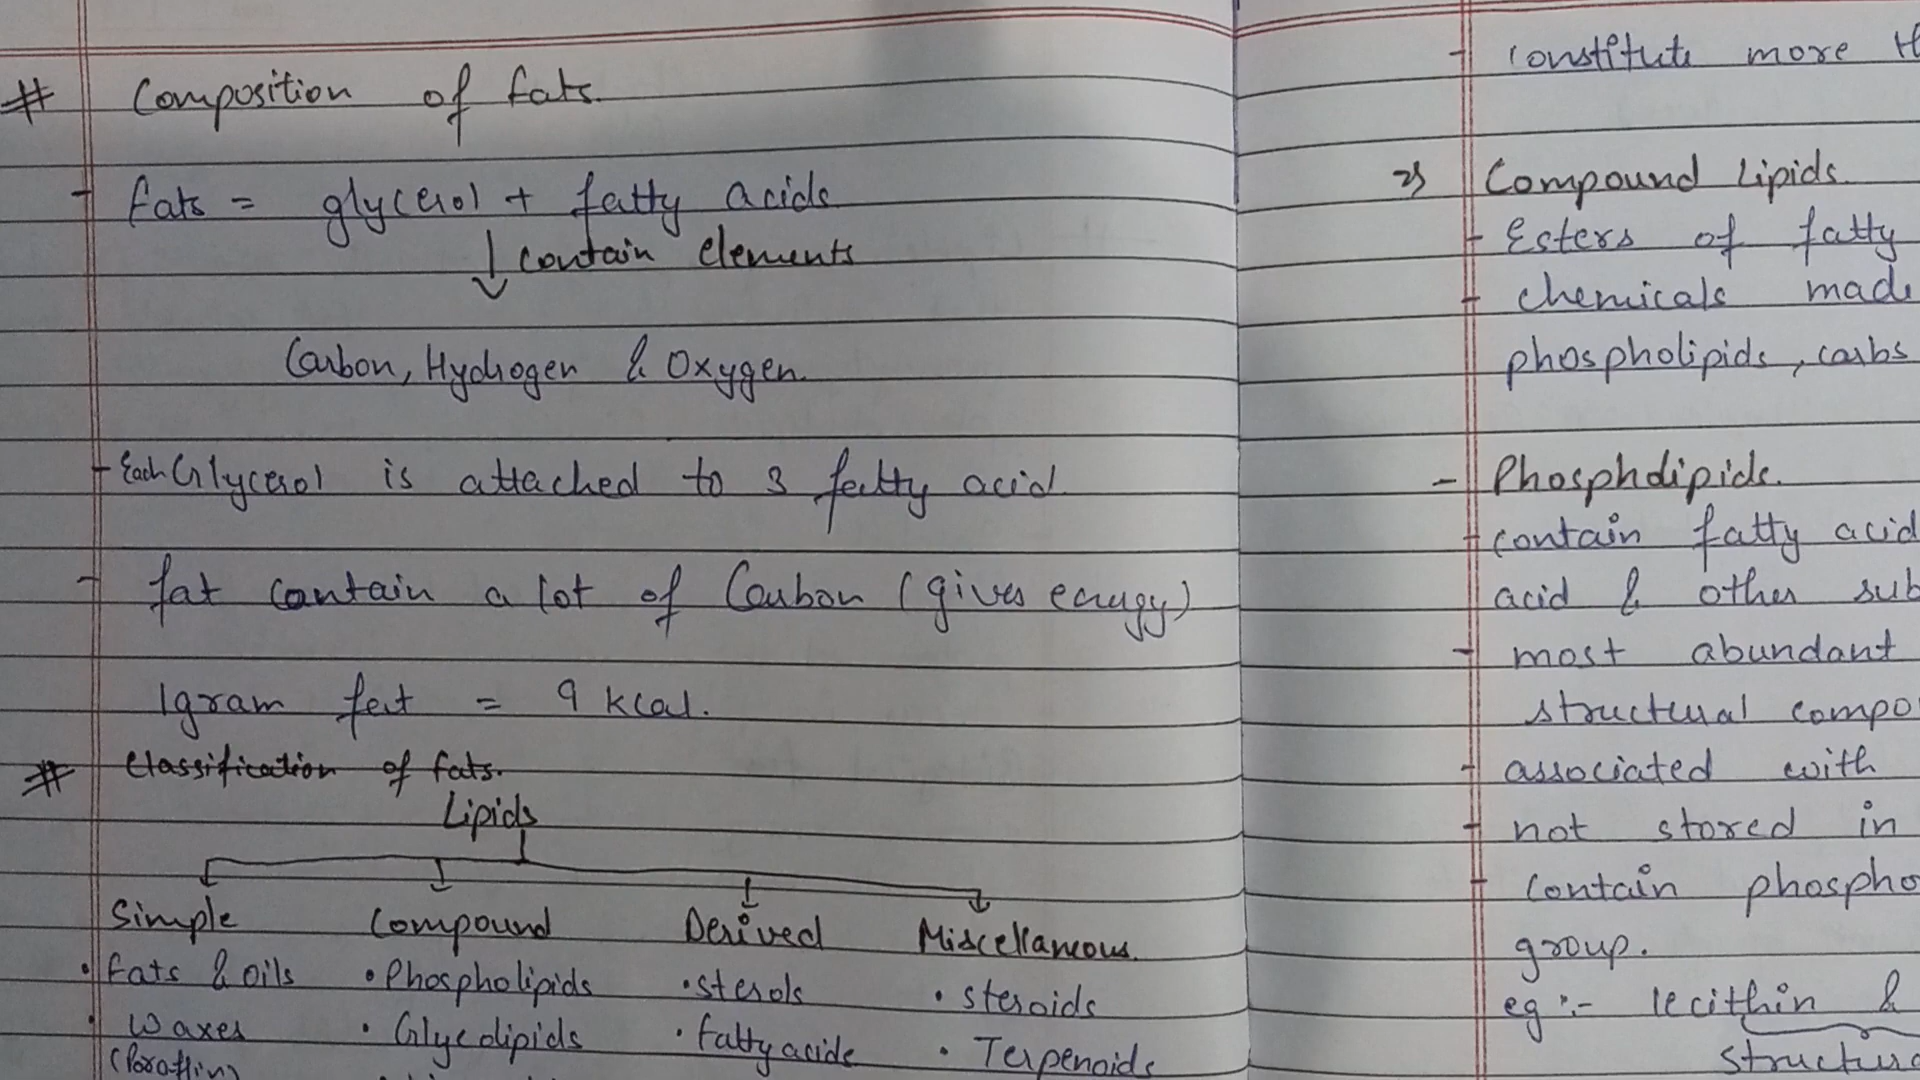 # Composition of fats.
- fats = glycerol + fatty acids
↓ contain elements
Carbon, Hydrogen & Oxygen.
- Each Glycerol is attached to 3 fatty acid
- fat contain a lot of Carbon (gives energy)
1gram fat = 9 kcal.
# Classification of fats.
Lipids
Simple Compound Derived Miscellaneous.
• fats & oils • Phospholipids • sterols • steroids
• Waxes • Glycolipids • fatty acids • Terpenoids
(Paraffin)
- constitute more
2) Compound Lipids.
- Esters of fatty
- chemicals made
phospholipids, carbs
- Phospholipids.
- contain fatty acid
acid & other sub
- most abundant
structural compo
- associated with
- not stored in
- contain phospho
group.
eg :- lecithin &
structur